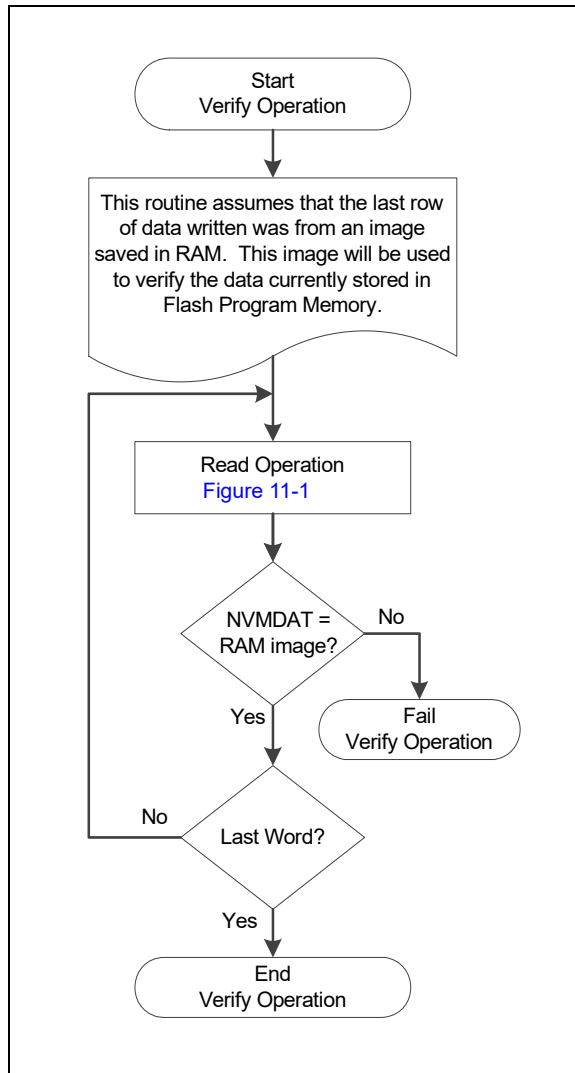 Start
Verify Operation
This routine assumes that the last row
of data written was from an image
saved in RAM.  This image will be used
to verify the data currently stored in
Flash Program Memory.
Read Operation
Figure 11-1
NVMDAT =
RAM image?
No
Yes
Fail
Verify Operation
No
Last Word?
Yes
End
Verify Operation